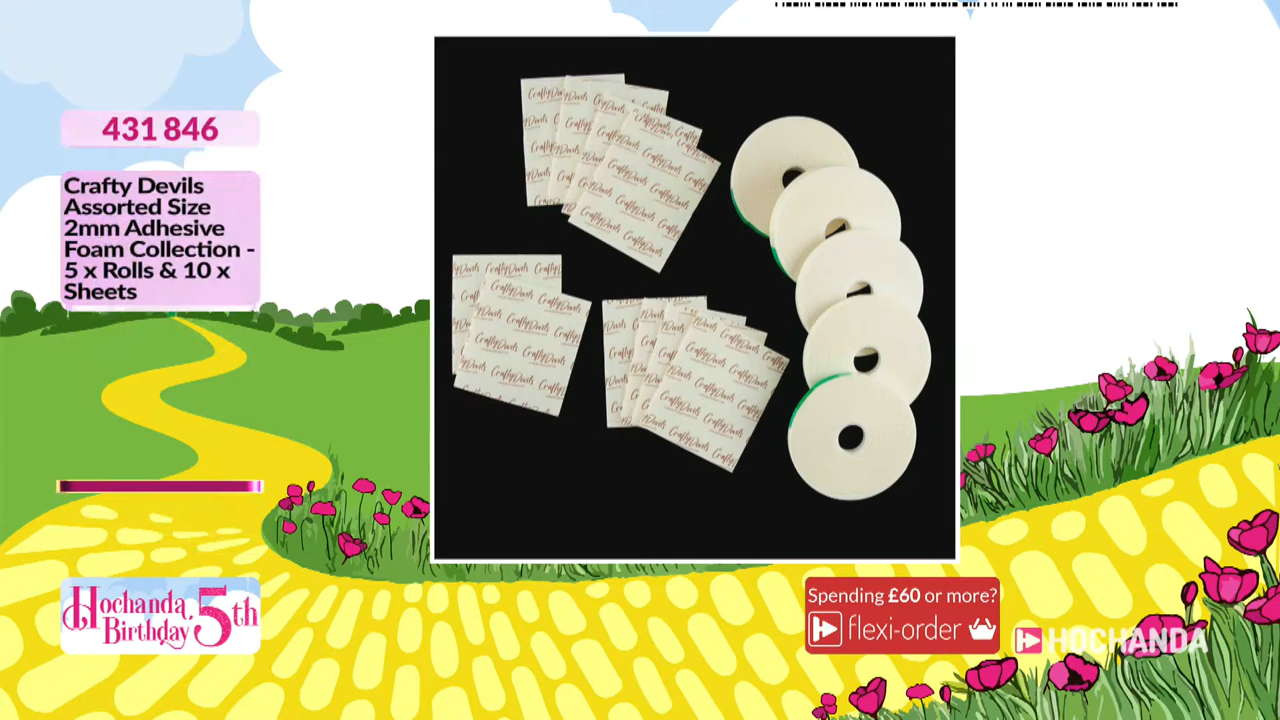 431 846
Crafty Devils
Assorted Size
2mm Adhesive
Foam Collection -
5 x Rolls & 10 x
Sheets
CraftyDevils
Hochanda
Birthday
5th
Spending £60 or more?
flexi-order
HOCHANDA